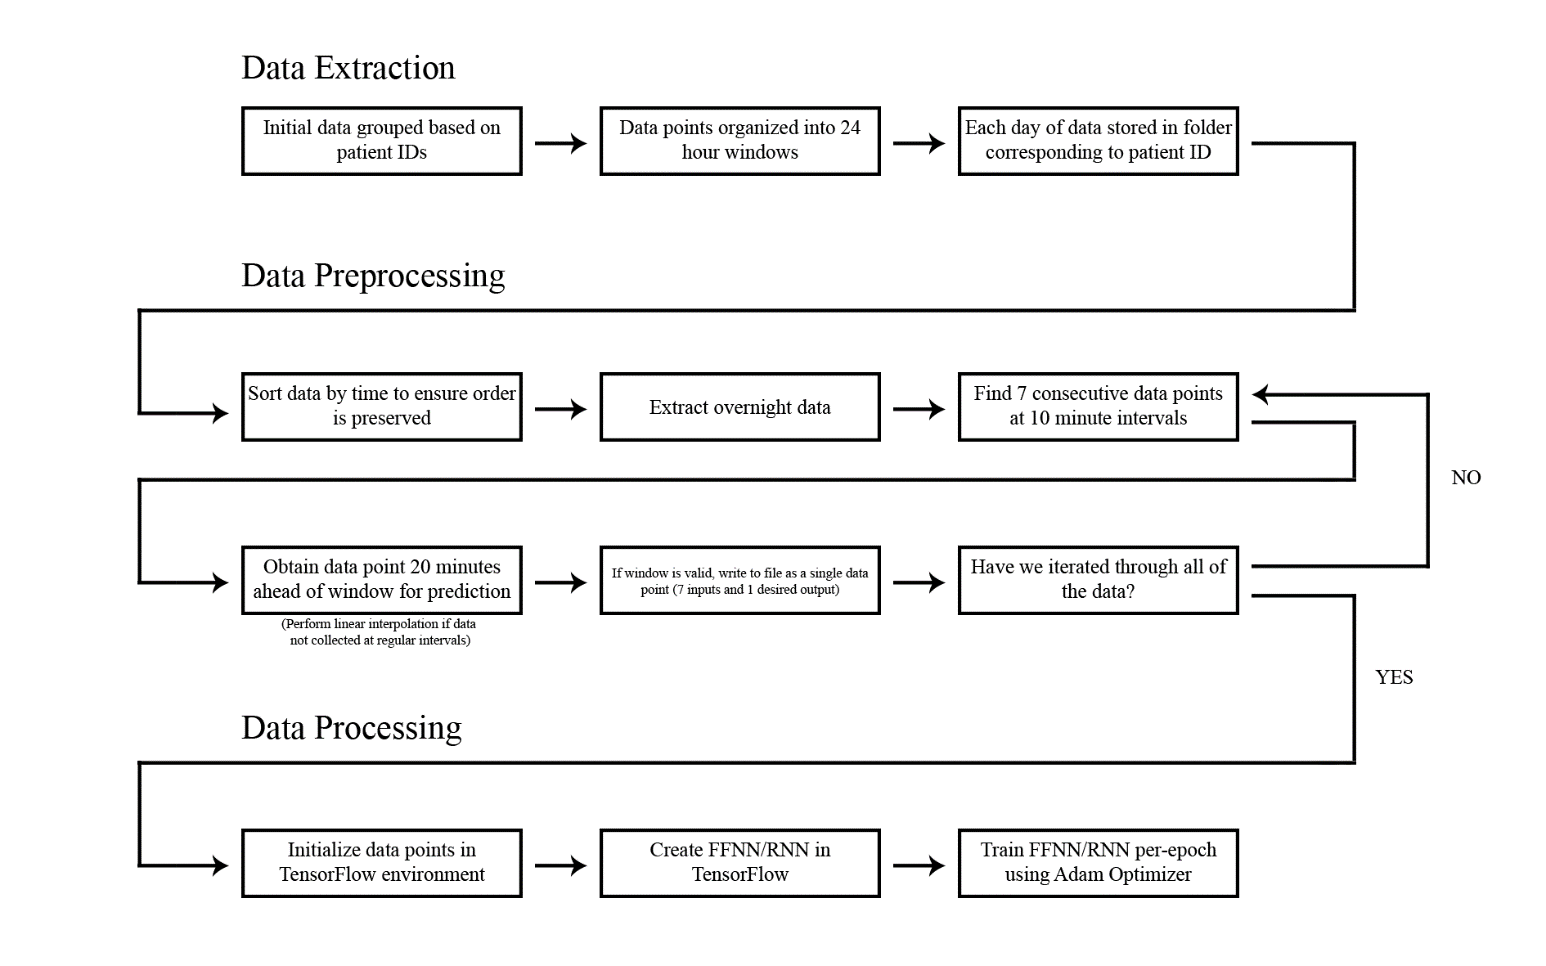 Data Extraction
Initial data grouped based on
patient IDs
Data points organized into 24
hour windows
Each day of data stored in folder
corresponding to patient ID
Data Preprocessing
Sort data by time to ensure order
is preserved
Extract overnight data
Find 7 consecutive data points
at 10 minute intervals
NO
Obtain data point 20 minutes
ahead of window for prediction
(Perform linear interpolation if data
not collected at regular intervals)
If window is valid, write to file as a single data
point (7 inputs and 1 desired output)
Have we iterated through all of
the data?
YES
Data Processing
Initialize data points in
TensorFlow environment
Create FFNN/RNN in
TensorFlow
Train FFNN/RNN per-epoch
using Adam Optimizer